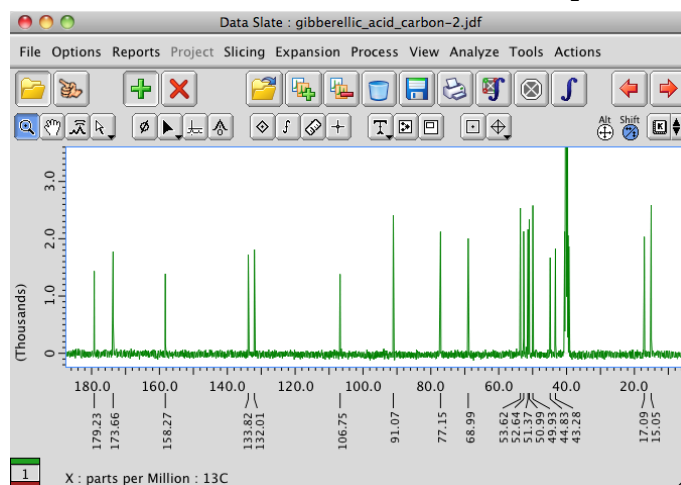 Data Slate : gibberellic_acid_carbon-2.jdf
File Options Reports Project Slicing Expansion Process View Analyze Tools Actions
Alt Shift
T
K
(Thousands)
3.0
2.0
1.0
0
180.0 160.0 140.0 120.0 100.0 80.0 60.0 40.0 20.0
179.23 173.66 158.27 133.82 132.01 106.75 91.07 77.15 68.99 53.62 52.64 51.37 50.99 49.93 44.83 43.28 17.09 15.05
1
X : parts per Million : 13C